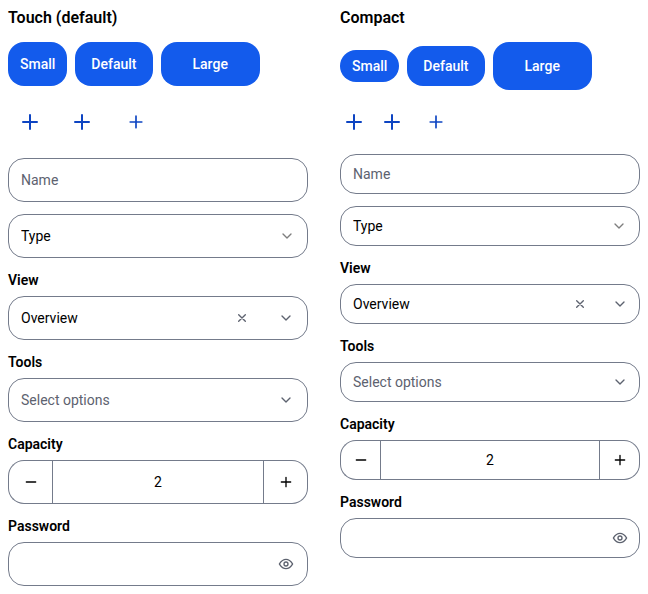 Touch (default)
Small
Default
Large
Name
Type
View
Overview
Tools
Select options
Capacity
2
Password
Compact
Small
Default
Large
Name
Type
View
Overview
Tools
Select options
Capacity
2
Password